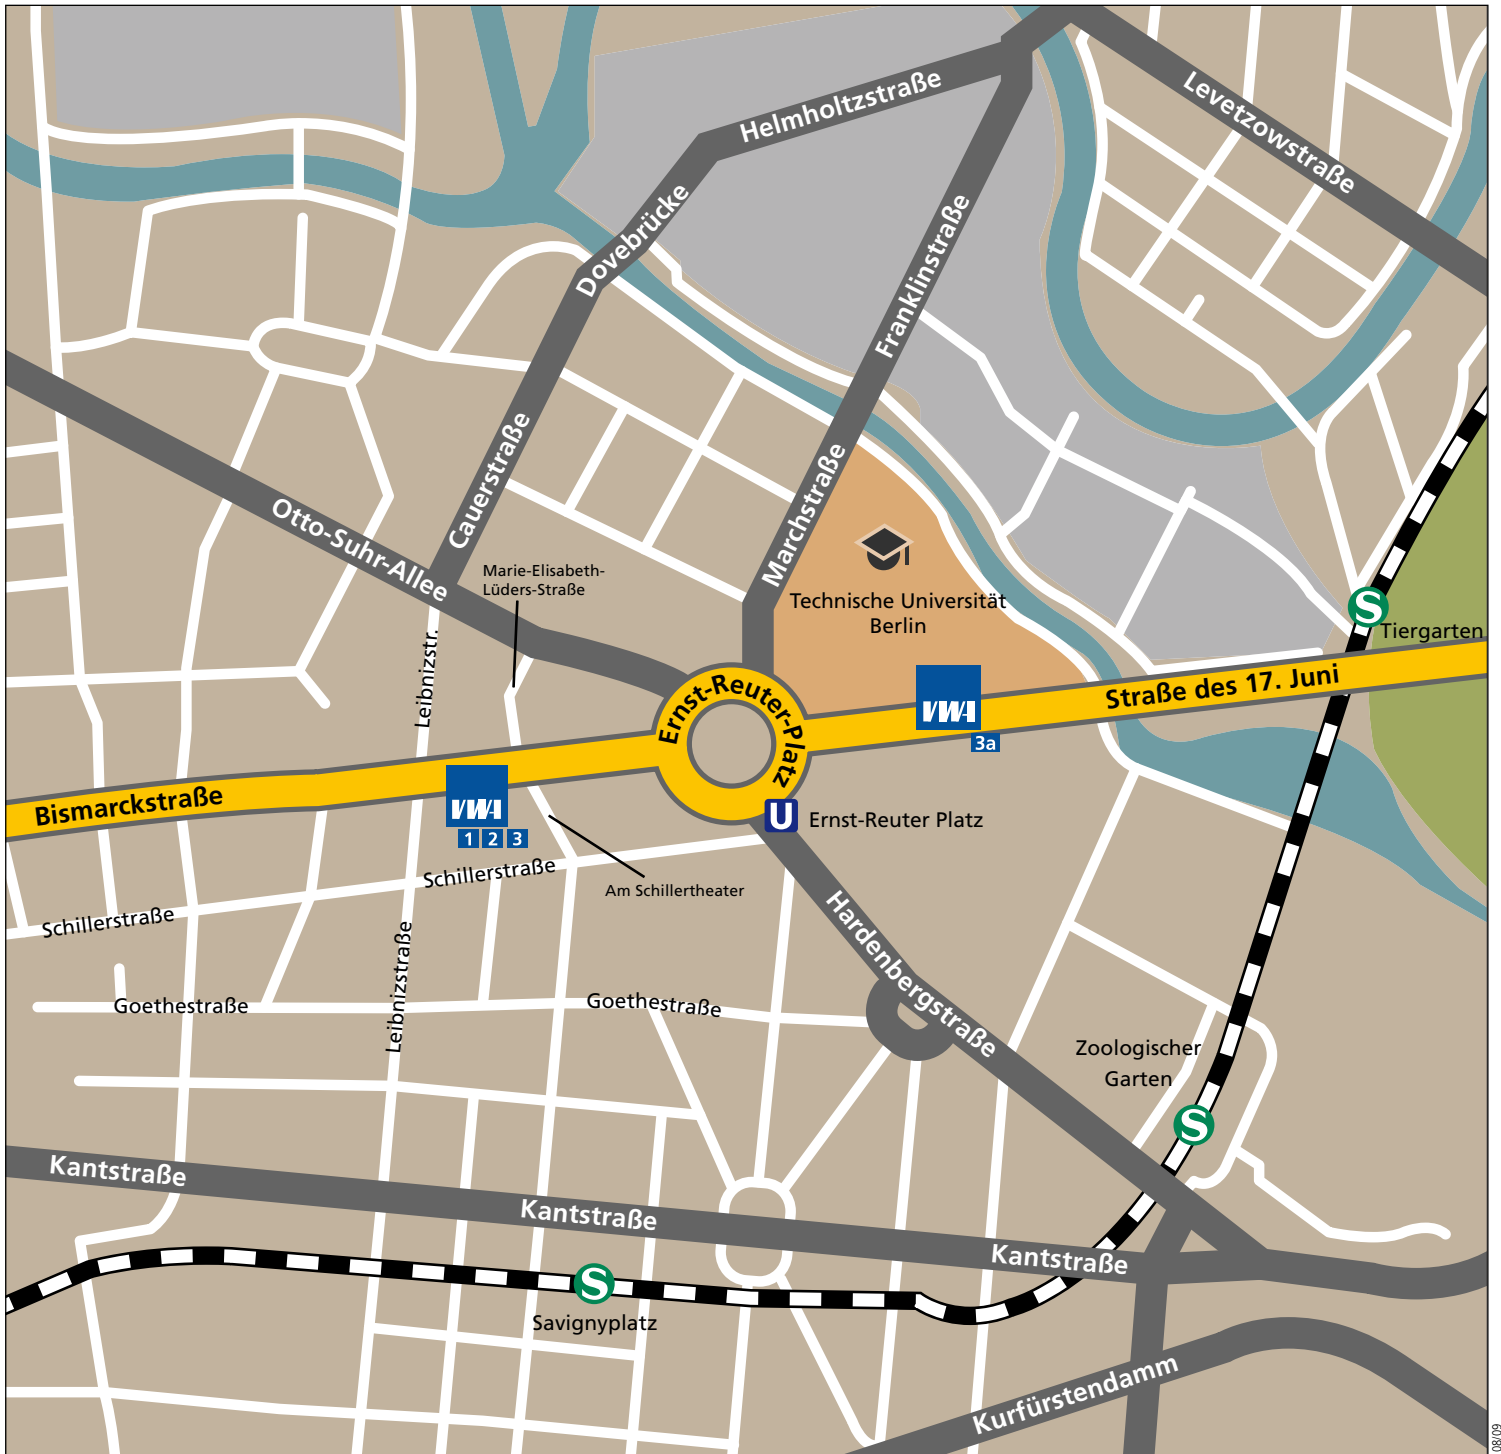 Helmholtzstraße
Levetzowstraße
Dovebrücke
Franklinstraße
Cauerstraße
Marchstraße
Otto-Suhr-Allee
Marie-Elisabeth-
Lüders-Straße
Technische Universität
Berlin
S
Tiergarten
Leibnizstr.
Ernst-Reuter-Platz
VWA
3a
Straße des 17. Juni
Bismarckstraße
VWA
1 2 3
U
Ernst-Reuter Platz
Schillerstraße
Am Schillertheater
Schillerstraße
Hardenbergstraße
Leibnizstraße
Goethestraße
Goethestraße
Zoologischer
Garten
S
Kantstraße
Kantstraße
Kantstraße
S
Savignyplatz
Kurfürstendamm
08/09